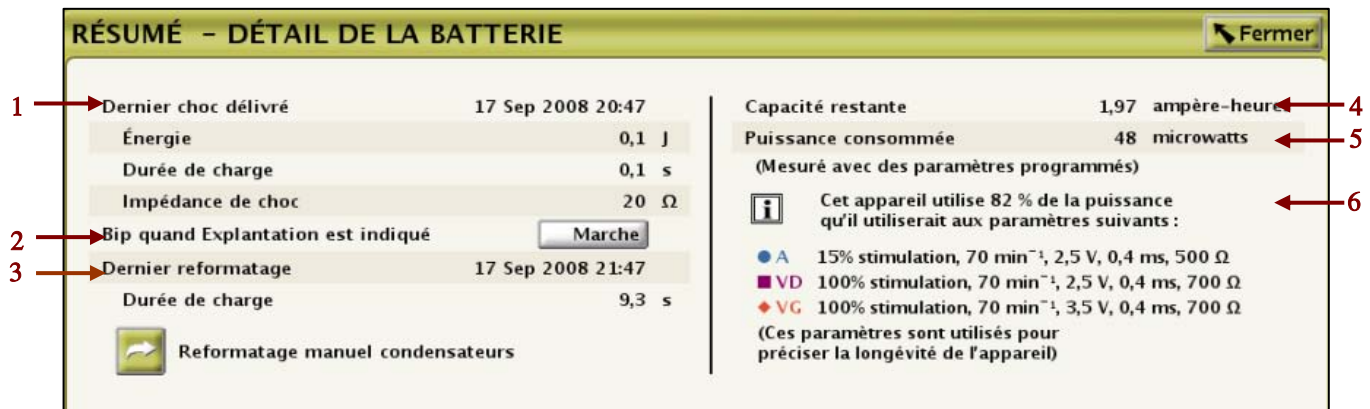 RÉSUMÉ – DÉTAIL DE LA BATTERIE
Fermer
1 Dernier choc délivré 17 Sep 2008 20:47
Énergie 0,1 J
Durée de charge 0,1 s
Impédance de choc 20 Ω
2 Bip quand Explantation est indiqué Marche
3 Dernier reformatage 17 Sep 2008 21:47
Durée de charge 9,3 s
Reformatage manuel condensateurs
Capacité restante 1,97 ampère-heure 4
Puissance consommée 48 microwatts 5
(Mesuré avec des paramètres programmés)
i Cet appareil utilise 82 % de la puissance 6
qu'il utiliserait aux paramètres suivants :
A 15% stimulation, 70 min⁻¹, 2,5 V, 0,4 ms, 500 Ω
VD 100% stimulation, 70 min⁻¹, 2,5 V, 0,4 ms, 700 Ω
VG 100% stimulation, 70 min⁻¹, 3,5 V, 0,4 ms, 700 Ω
(Ces paramètres sont utilisés pour
préciser la longévité de l'appareil)